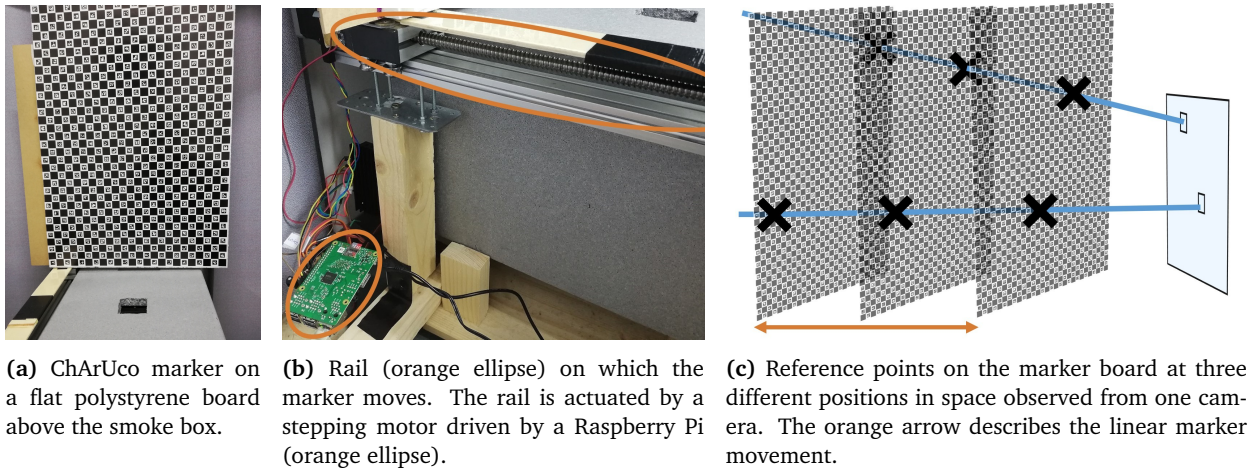 (a) ChArUco marker on
a flat polystyrene board
above the smoke box.
(b) Rail (orange ellipse) on which the
marker moves. The rail is actuated by a
stepping motor driven by a Raspberry Pi
(orange ellipse).
(c) Reference points on the marker board at three
different positions in space observed from one cam-
era. The orange arrow describes the linear marker
movement.